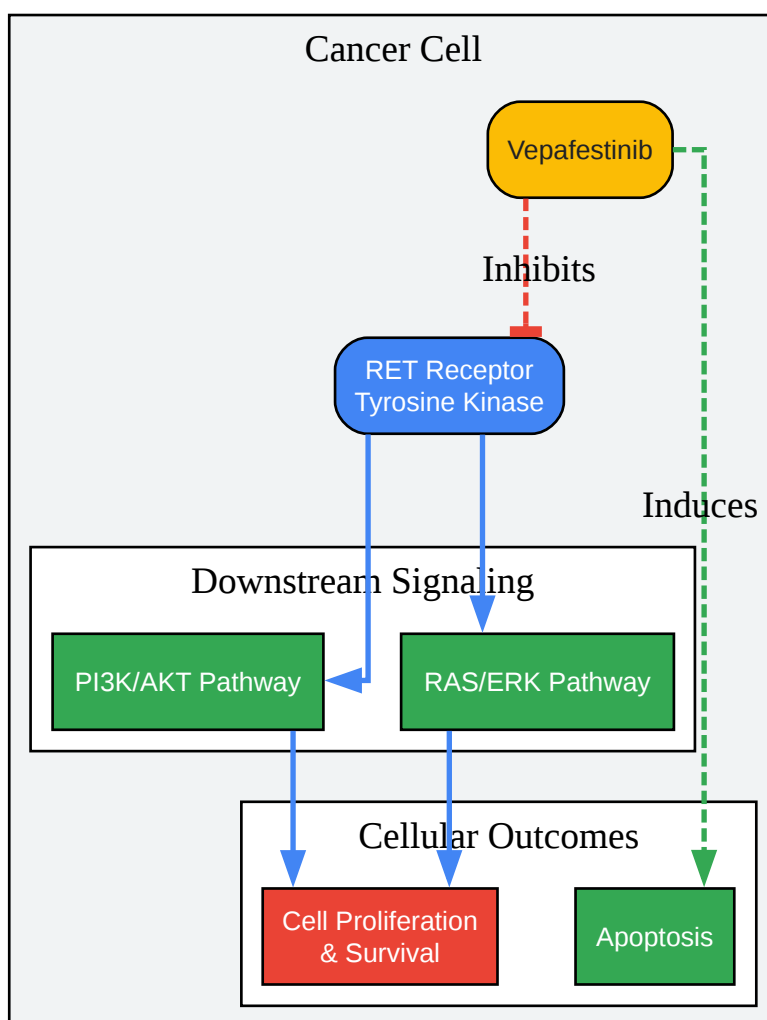 Cancer Cell
Vepafestinib
Inhibits
RET Receptor
Tyrosine Kinase
Induces
Downstream Signaling
PI3K/AKT Pathway
RAS/ERK Pathway
Cellular Outcomes
Cell Proliferation
& Survival
Apoptosis